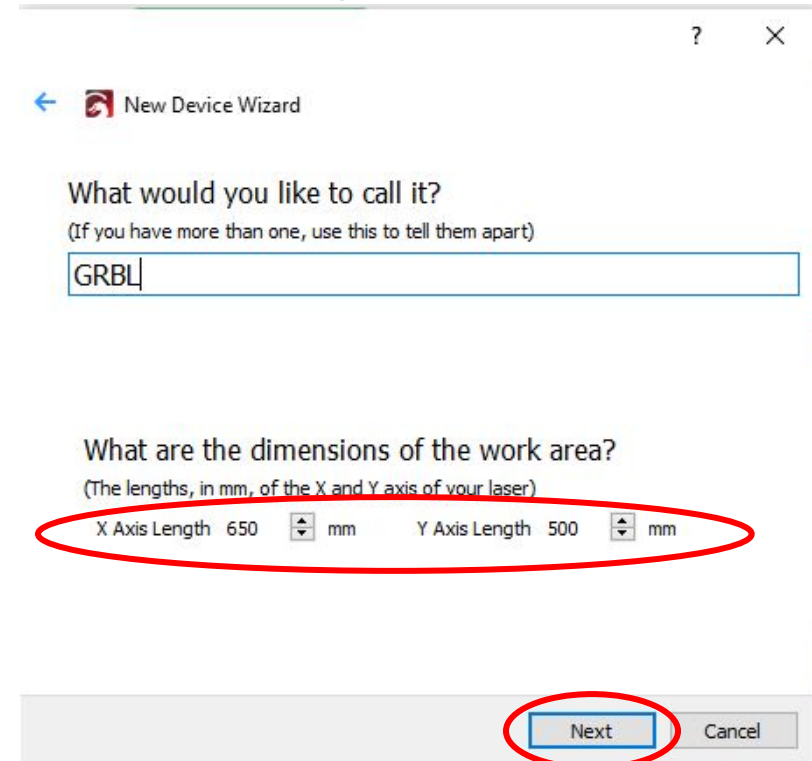 ?
New Device Wizard
What would you like to call it?
(If you have more than one, use this to tell them apart)
GRBL
What are the dimensions of the work area?
(The lengths, in mm, of the X and Y axis of your laser)
X Axis Length 650 mm Y Axis Length 500 mm
Next Cancel